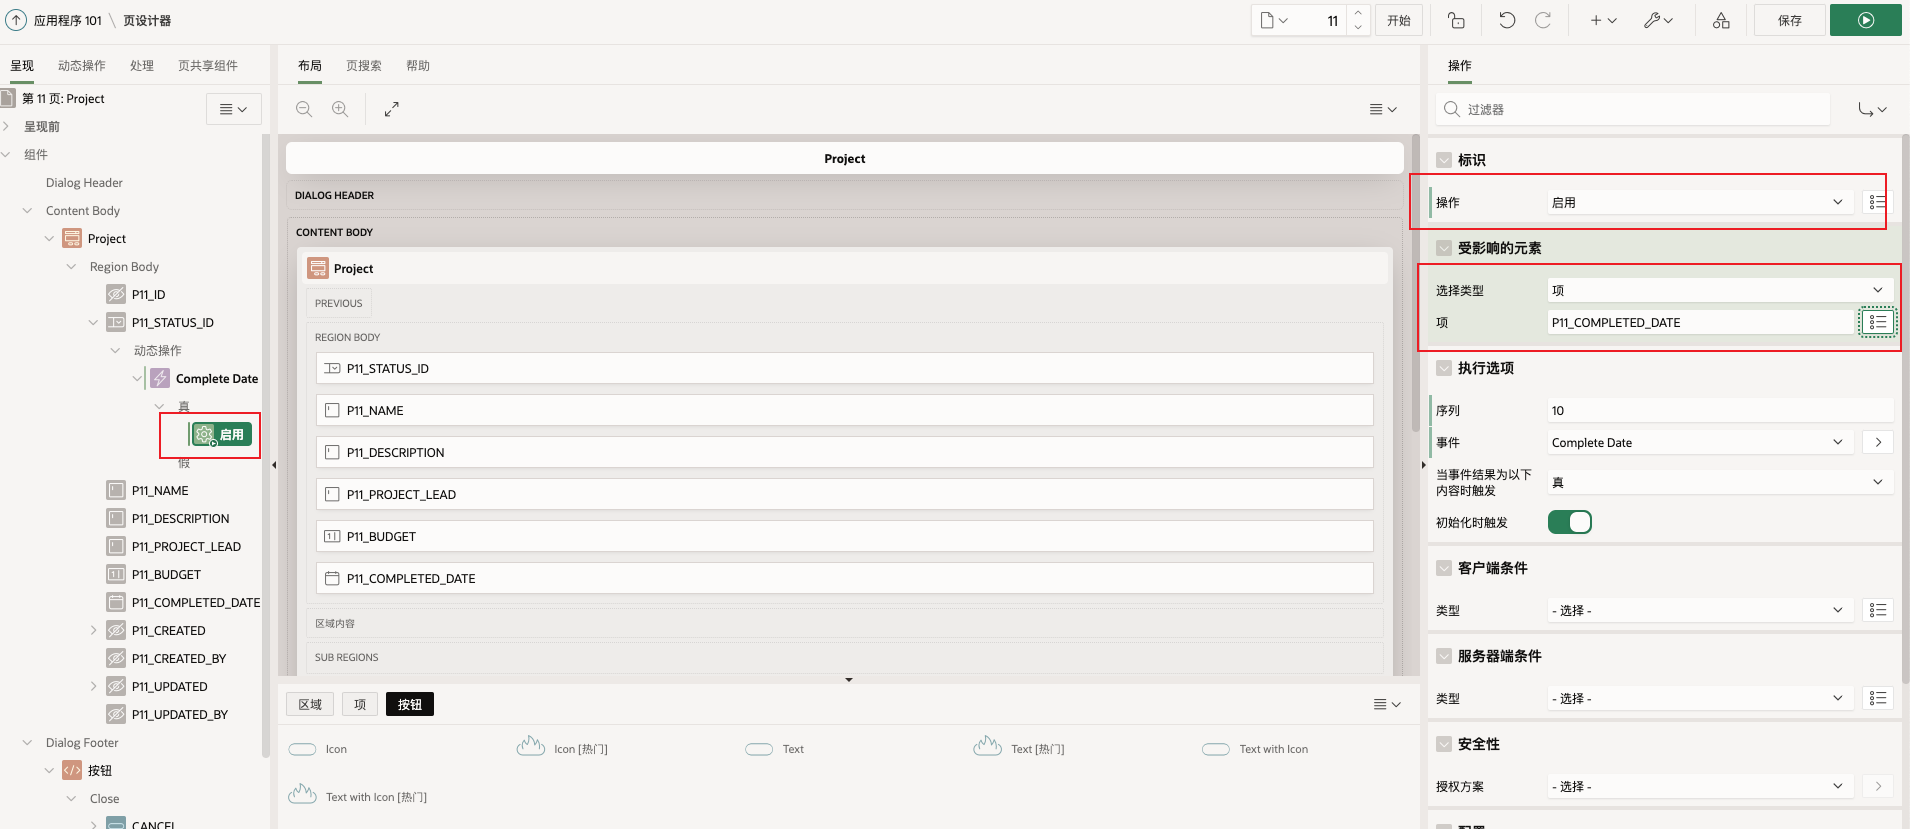 应用程序 101 \ 页设计器
11
开始
保存
呈现 动态操作 处理 页共享组件
第 11 页: Project
呈现前
组件
Dialog Header
Content Body
Project
Region Body
P11_ID
P11_STATUS_ID
动态操作
Complete Date
真
启用
假
P11_NAME
P11_DESCRIPTION
P11_PROJECT_LEAD
P11_BUDGET
P11_COMPLETED_DATE
P11_CREATED
P11_CREATED_BY
P11_UPDATED
P11_UPDATED_BY
Dialog Footer
按钮
Close
CANCEL
布局 页搜索 帮助
Project
DIALOG HEADER
CONTENT BODY
Project
PREVIOUS
REGION BODY
P11_STATUS_ID
P11_NAME
P11_DESCRIPTION
P11_PROJECT_LEAD
P11_BUDGET
P11_COMPLETED_DATE
区域内容
SUB REGIONS
区域 项 按钮
Icon
Icon [热门]
Text
Text [热门]
Text with Icon
Text with Icon [热门]
操作
过滤器
标识
操作 启用
受影响的元素
选择类型 项
项 P11_COMPLETED_DATE
执行选项
序列 10
事件 Complete Date
当事件结果为以下
内容时触发 真
初始化时触发
客户端条件
类型 - 选择 -
服务器端条件
类型 - 选择 -
安全性
授权方案 - 选择 -
配置